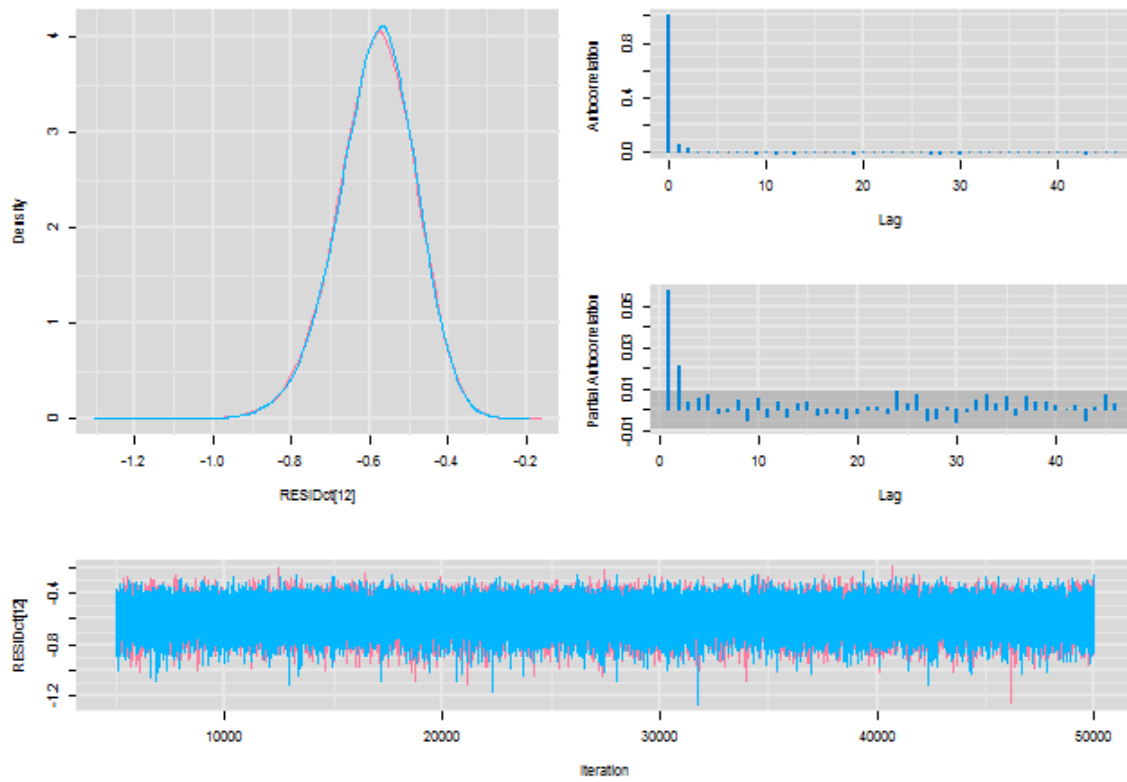 Density
4
3
2
1
0
-1.2 -1.0 -0.8 -0.6 -0.4 -0.2
RESIDct[12]
Autocorrelation
0.8
0.4
0.0
0 10 20 30 40
Lag
Partial Autocorrelation
0.05
0.03
0.01
-0.01
0 10 20 30 40
Lag
RESIDct[12]
-0.4
-0.8
-1.2
10000 20000 30000 40000 50000
Iteration